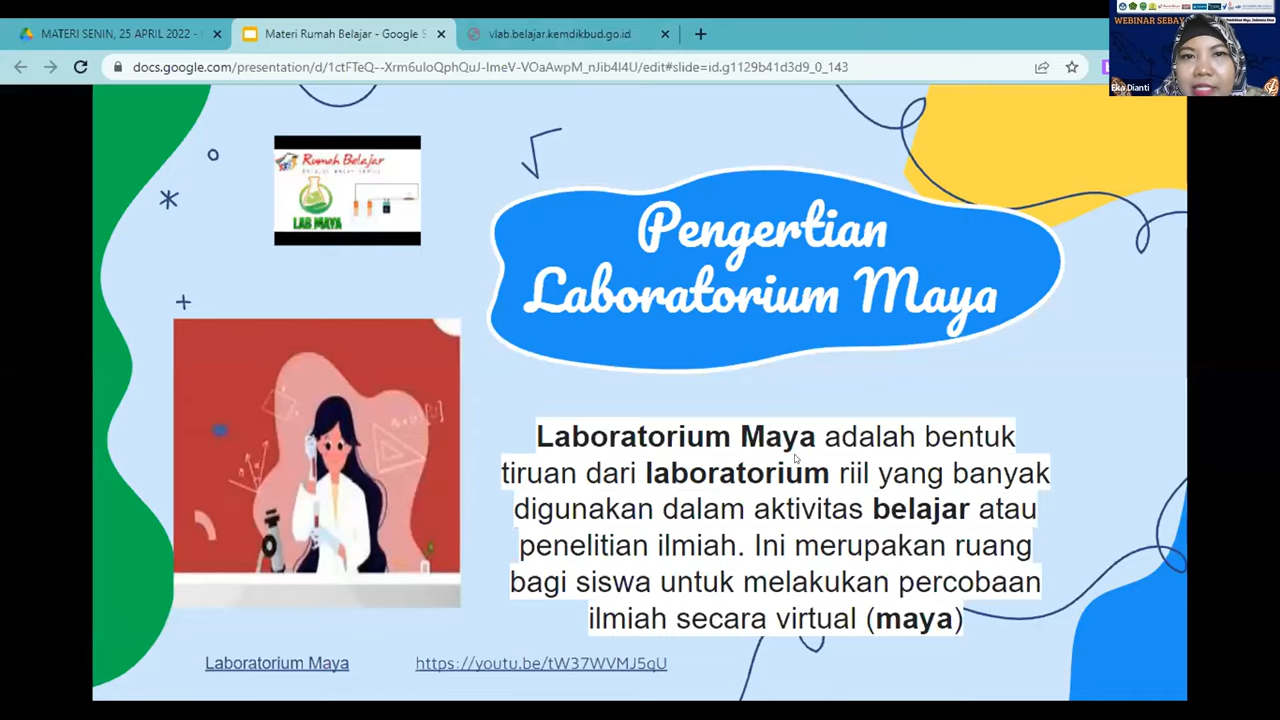 MATERI SENIN, 25 APRIL 2022 -
Materi Rumah Belajar - Google S
vlab.belajar.kemdikbud.go.id
docs.google.com/presentation/d/1ctFTeQ--Xrm6uIoQphQuJ-lneV-VOaAwpM_nJib4I4U/edit#slide=id.g1129b41d3d9_0_143
WEBINAR SEBAY
Eka Dianti
Rumah Belajar
LAB MAYA
Pengertian
Laboratorium Maya
Laboratorium Maya adalah bentuk
tiruan dari laboratorium riil yang banyak
digunakan dalam aktivitas belajar atau
penelitian ilmiah. Ini merupakan ruang
bagi siswa untuk melakukan percobaan
ilmiah secara virtual (maya)
Laboratorium Maya
https://youtu.be/tW37WVMJ5qU